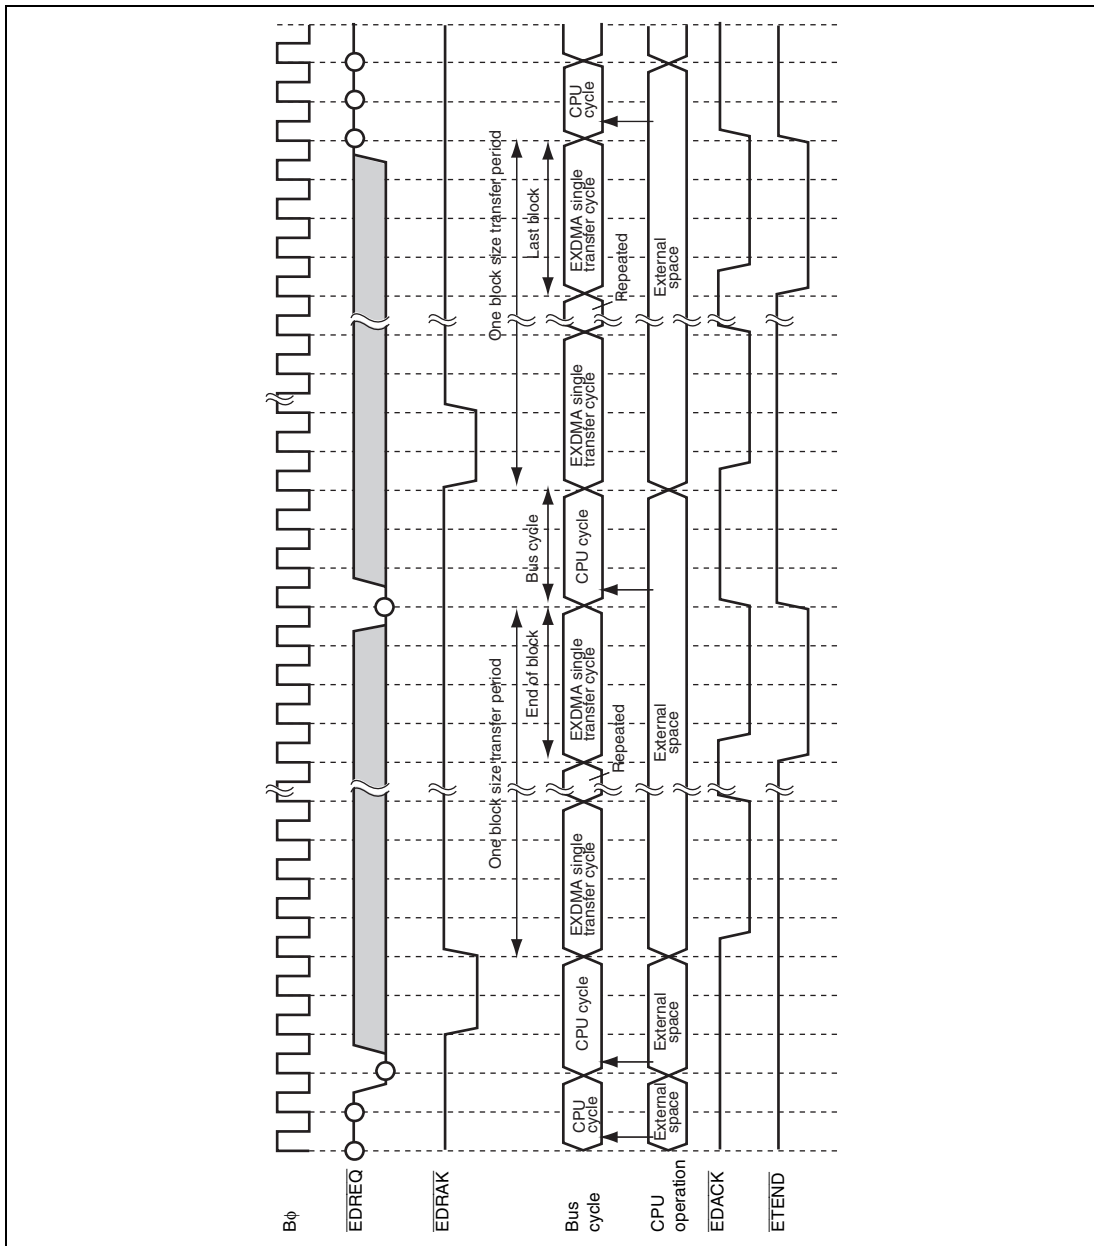 Bφ
EDREQ
EDRAK
One block size transfer period
One block size transfer period
End of block
Bus cycle
Last block
Bus
cycle
CPU
cycle
CPU cycle
EXDMA single
transfer cycle
Repeated
EXDMA single
transfer cycle
CPU cycle
EXDMA single
transfer cycle
Repeated
EXDMA single
transfer cycle
CPU
cycle
CPU
operation
External
space
External
space
External
space
External
space
EDACK
ETEND